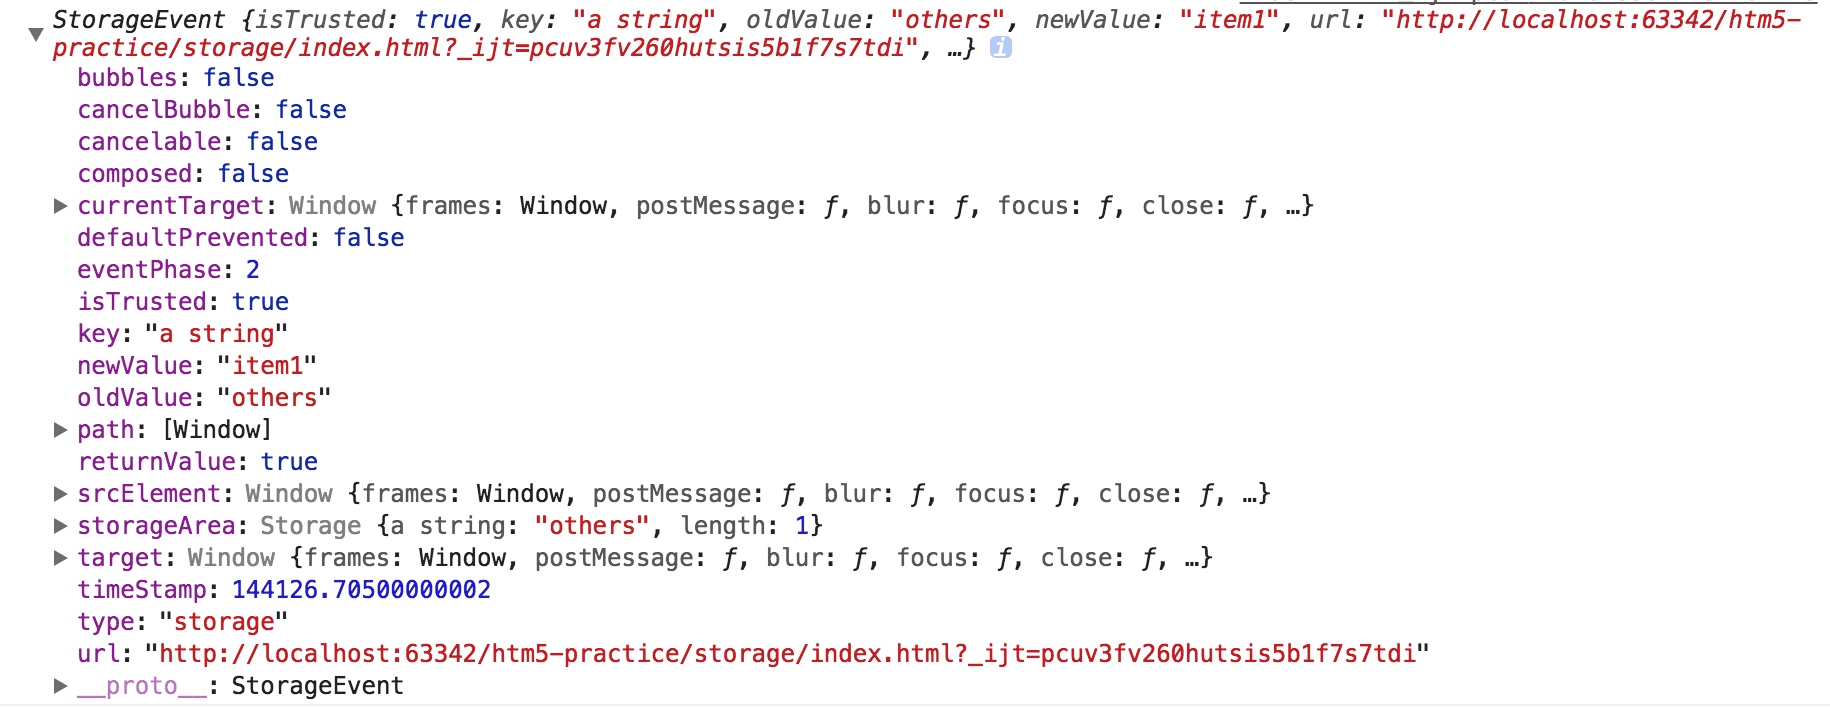 StorageEvent {isTrusted: true, key: "a string", oldValue: "others", newValue: "item1", url: "http://localhost:63342/htm5-
practice/storage/index.html?_ijt=pcuv3fv260hutsis5b1f7s7tdi", …} i
bubbles: false
cancelBubble: false
cancelable: false
composed: false
currentTarget: Window {frames: Window, postMessage: ƒ, blur: ƒ, focus: ƒ, close: ƒ, …}
defaultPrevented: false
eventPhase: 2
isTrusted: true
key: "a string"
newValue: "item1"
oldValue: "others"
path: [Window]
returnValue: true
srcElement: Window {frames: Window, postMessage: ƒ, blur: ƒ, focus: ƒ, close: ƒ, …}
storageArea: Storage {a string: "others", length: 1}
target: Window {frames: Window, postMessage: ƒ, blur: ƒ, focus: ƒ, close: ƒ, …}
timeStamp: 144126.70500000002
type: "storage"
url: "http://localhost:63342/htm5-practice/storage/index.html?_ijt=pcuv3fv260hutsis5b1f7s7tdi"
__proto__: StorageEvent